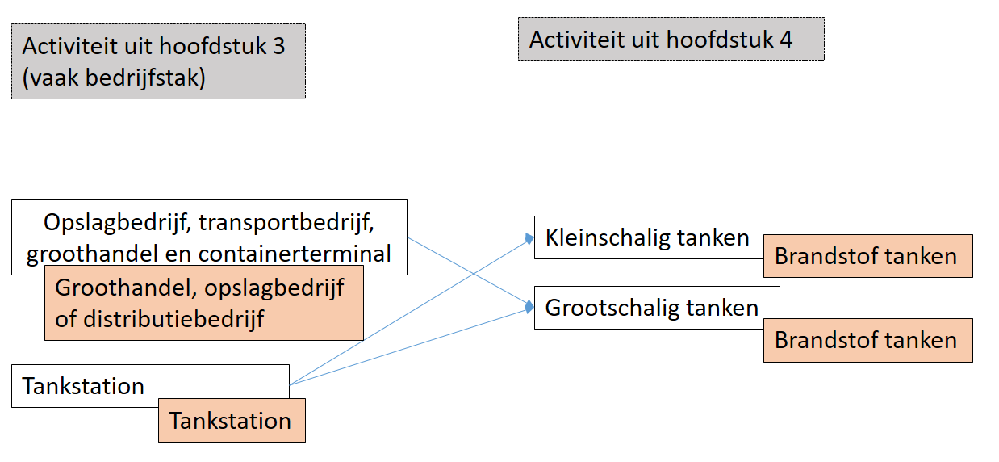 Activiteit uit hoofdstuk 3
(vaak bedrijfstak)
Activiteit uit hoofdstuk 4
Opslagbedrijf, transportbedrijf,
groothandel en containerterminal
Groothandel, opslagbedrijf
of distributiebedrijf
Tankstation
Tankstation
Kleinschalig tanken
Brandstof tanken
Grootschalig tanken
Brandstof tanken